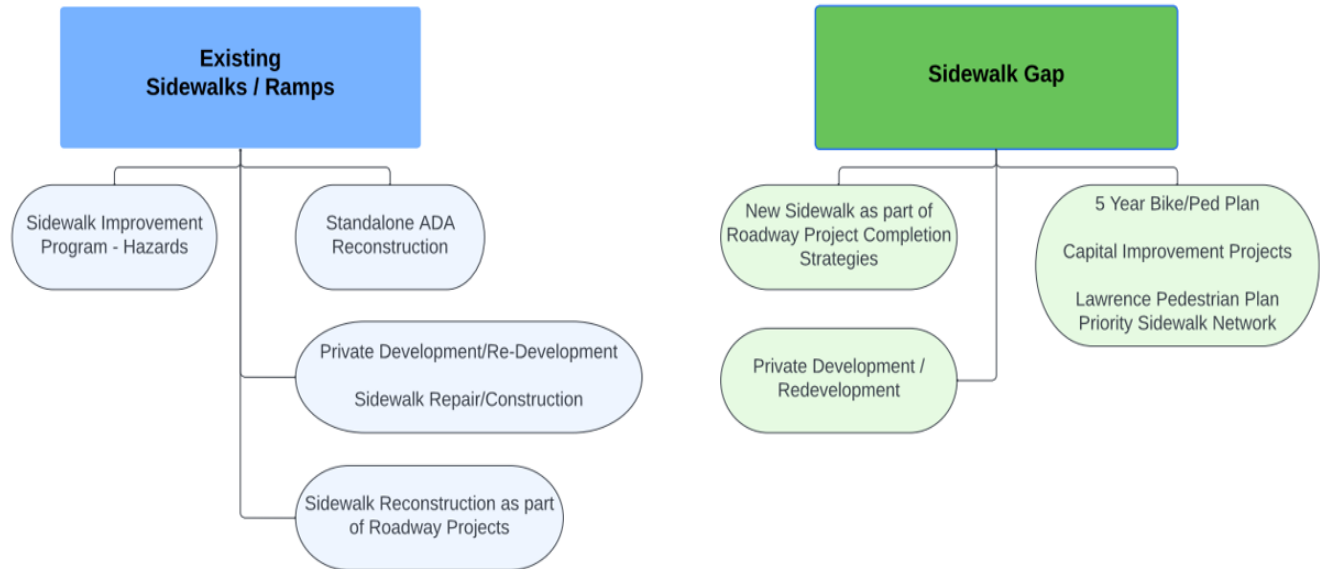 Existing
Sidewalks / Ramps
Sidewalk Improvement
Program - Hazards
Standalone ADA
Reconstruction
Private Development/Re-Development
Sidewalk Repair/Construction
Sidewalk Reconstruction as part
of Roadway Projects
Sidewalk Gap
New Sidewalk as part of
Roadway Project Completion
Strategies
5 Year Bike/Ped Plan
Capital Improvement Projects
Lawrence Pedestrian Plan
Priority Sidewalk Network
Private Development /
Redevelopment